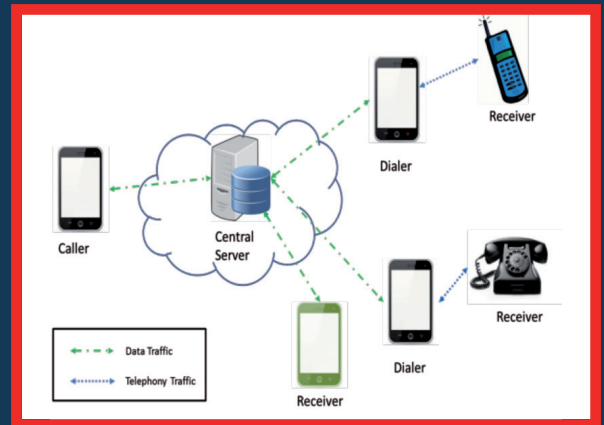 Receiver
Dialer
Caller
Central
Server
Receiver
Dialer
Receiver
Data Traffic
Telephony Traffic